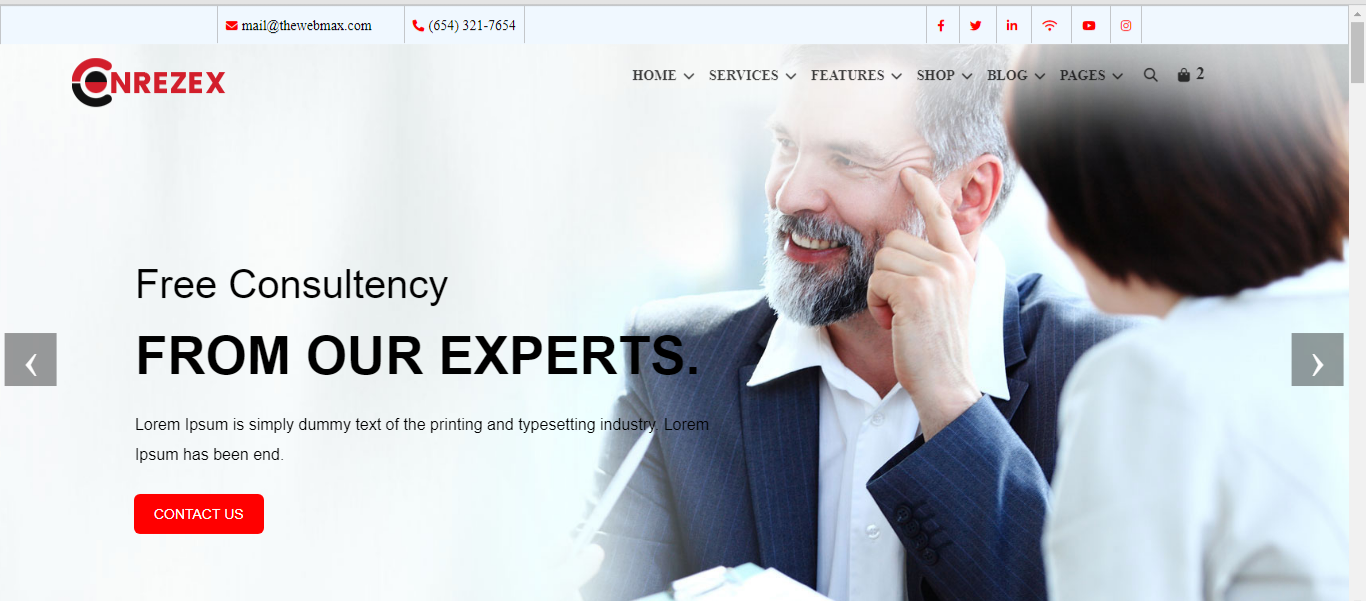 mail@thewebmax.com (654) 321-7654
CONREZEX HOME SERVICES FEATURES SHOP BLOG PAGES 2
Free Consultency
FROM OUR EXPERTS.
Lorem Ipsum is simply dummy text of the printing and typesetting industry. Lorem
Ipsum has been end.
CONTACT US